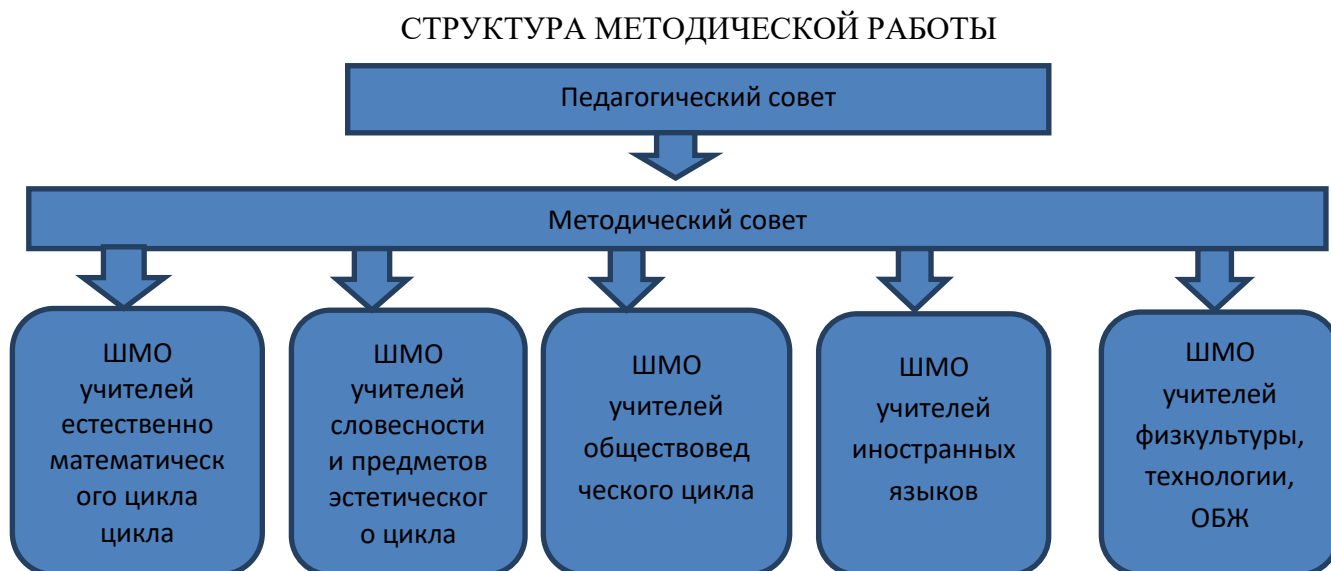 СТРУКТУРА МЕТОДИЧЕСКОЙ РАБОТЫ
Педагогический совет
Методический совет
ШМО
учителей
естественно
математическ
ого цикла
цикла
ШМО
учителей
словесности
и предметов
эстетическог
о цикла
ШМО
учителей
обществовед
ческого цикла
ШМО
учителей
иностранных
языков
ШМО
учителей
физкультуры,
технологии,
ОБЖ